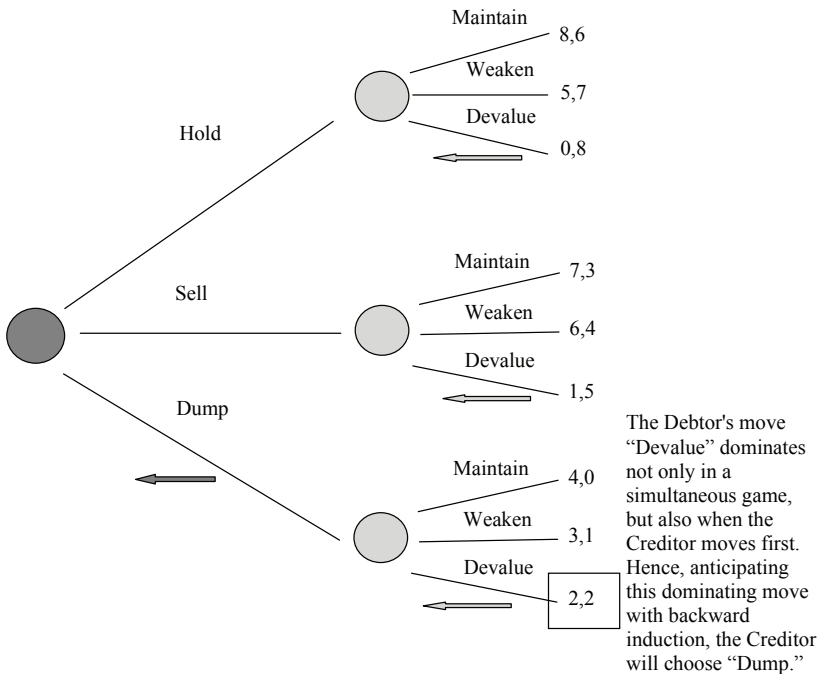 Maintain
8,6
Weaken
5,7
Devalue
0,8
Hold
Maintain
7,3
Sell
Weaken
6,4
Devalue
1,5
Dump
Maintain
4,0
Weaken
3,1
Devalue
2,2
The Debtor's move
“Devalue” dominates
not only in a
simultaneous game,
but also when the
Creditor moves first.
Hence, anticipating
this dominating move
with backward
induction, the Creditor
will choose “Dump.”